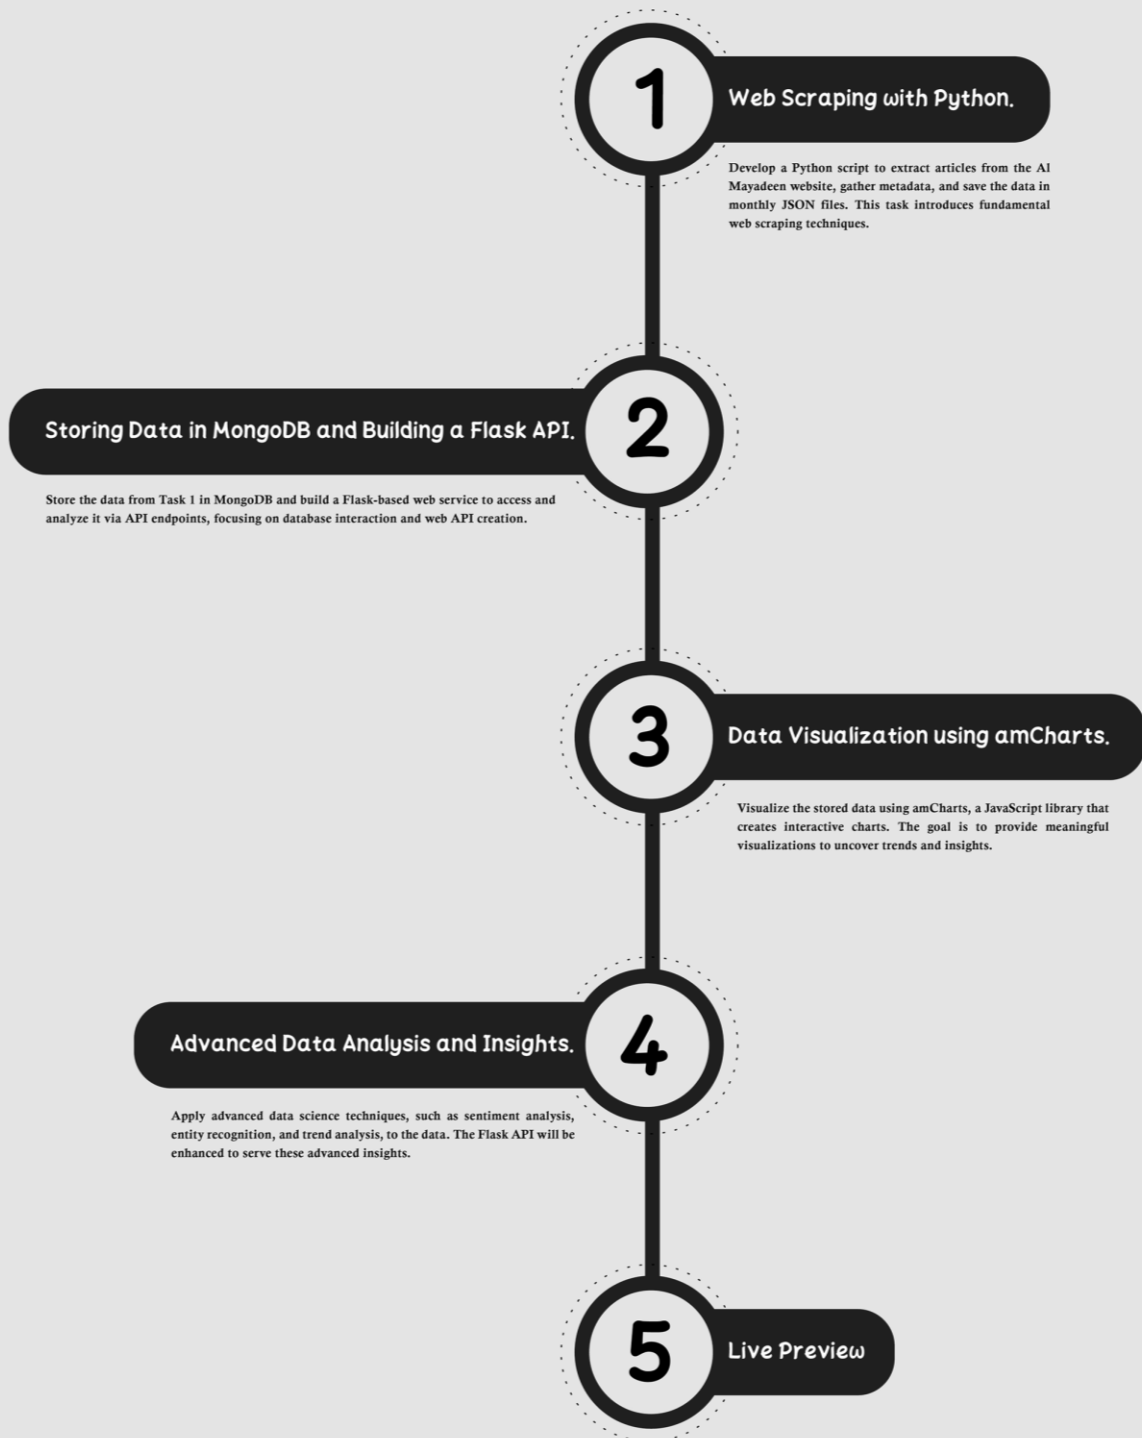 1
Web Scraping with Python.
Develop a Python script to extract articles from the Al
Mayadeen website, gather metadata, and save the data in
monthly JSON files. This task introduces fundamental
web scraping techniques.
2
Storing Data in MongoDB and Building a Flask API.
Store the data from Task 1 in MongoDB and build a Flask-based web service to access and
analyze it via API endpoints, focusing on database interaction and web API creation.
3
Data Visualization using amCharts.
Visualize the stored data using amCharts, a JavaScript library that
creates interactive charts. The goal is to provide meaningful
visualizations to uncover trends and insights.
4
Advanced Data Analysis and Insights.
Apply advanced data science techniques, such as sentiment analysis,
entity recognition, and trend analysis, to the data. The Flask API will be
enhanced to serve these advanced insights.
5
Live Preview